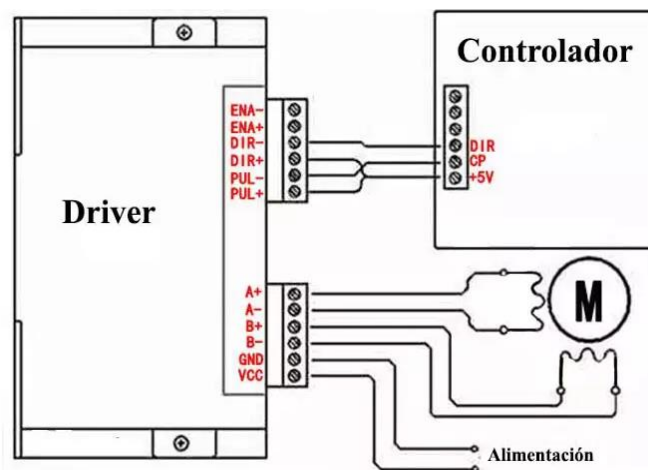 Driver
ENA-
ENA+
DIR-
DIR+
PUL-
PUL+
A+
A-
B+
B-
GND
VCC
Controlador
DIR
CP
+5V
M
Alimentación